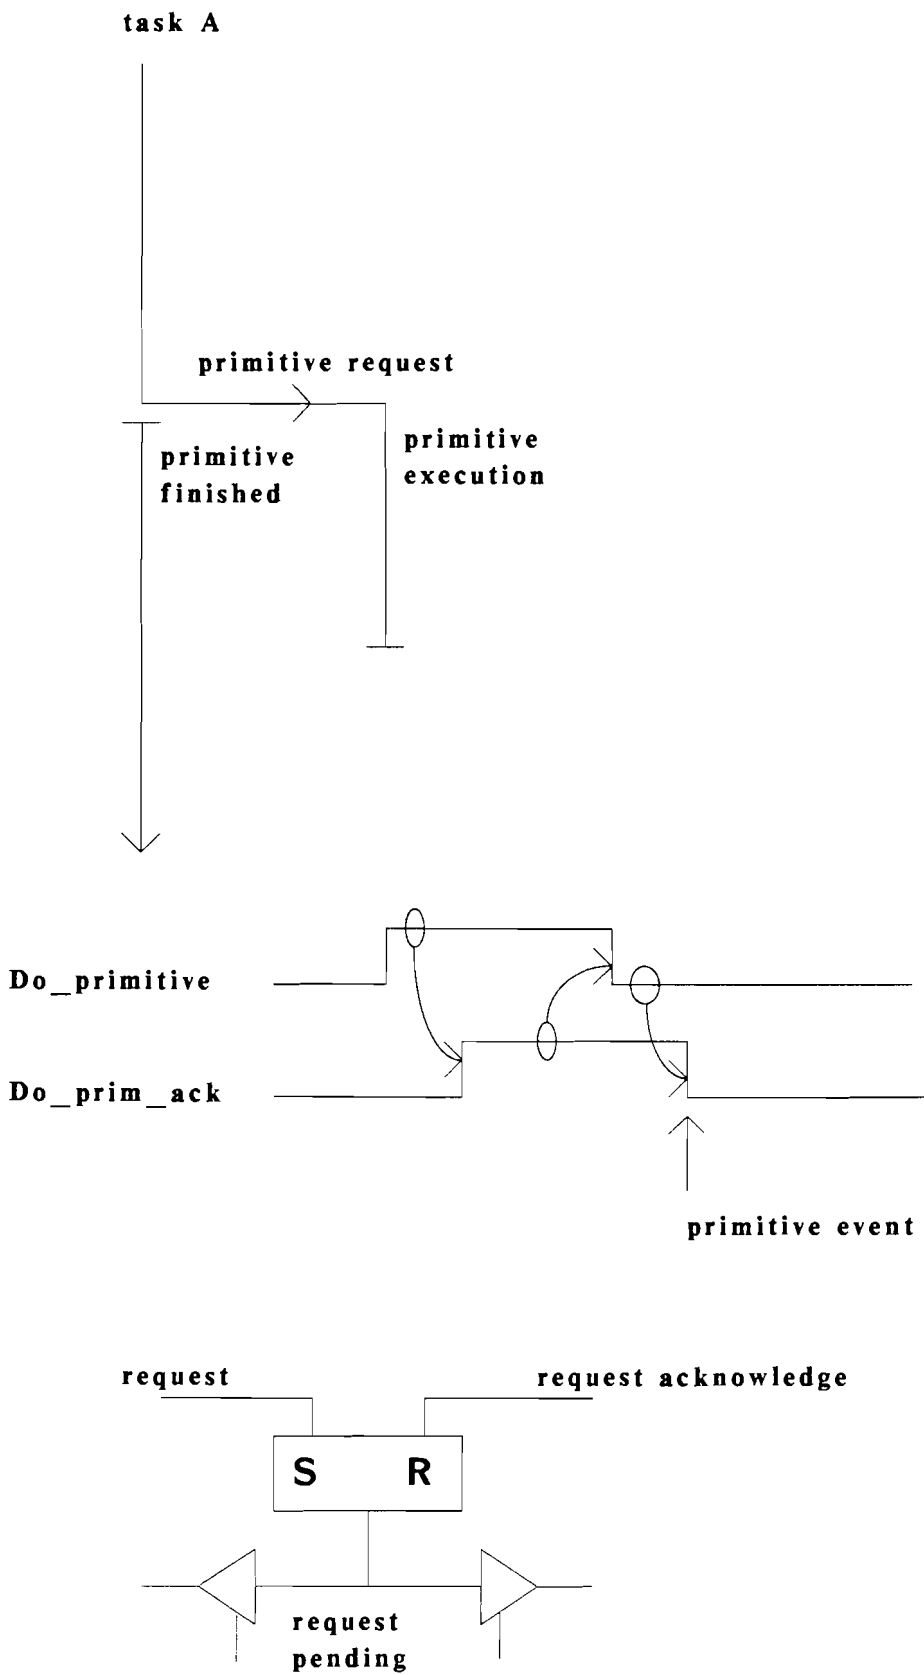 task A
primitive request
primitive
execution
primitive
finished
Do_primitive
Do_prim_ack
primitive event
request
request acknowledge
S R
request
pending